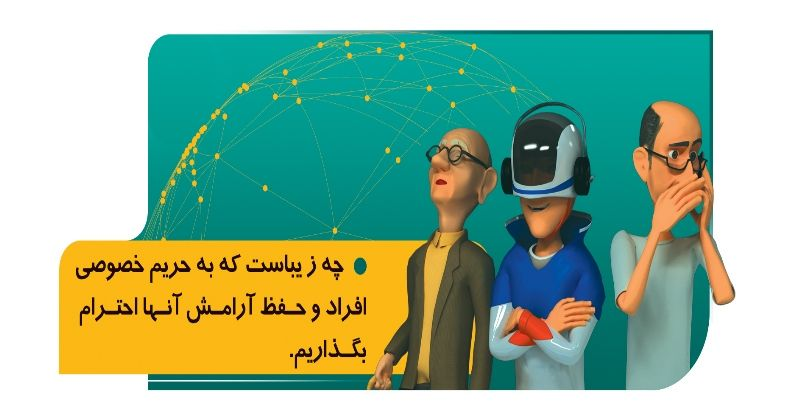 چه زیباست که به حریم خصوصی
افراد و حفظ آرامش آنها احترام
بگذاریم.